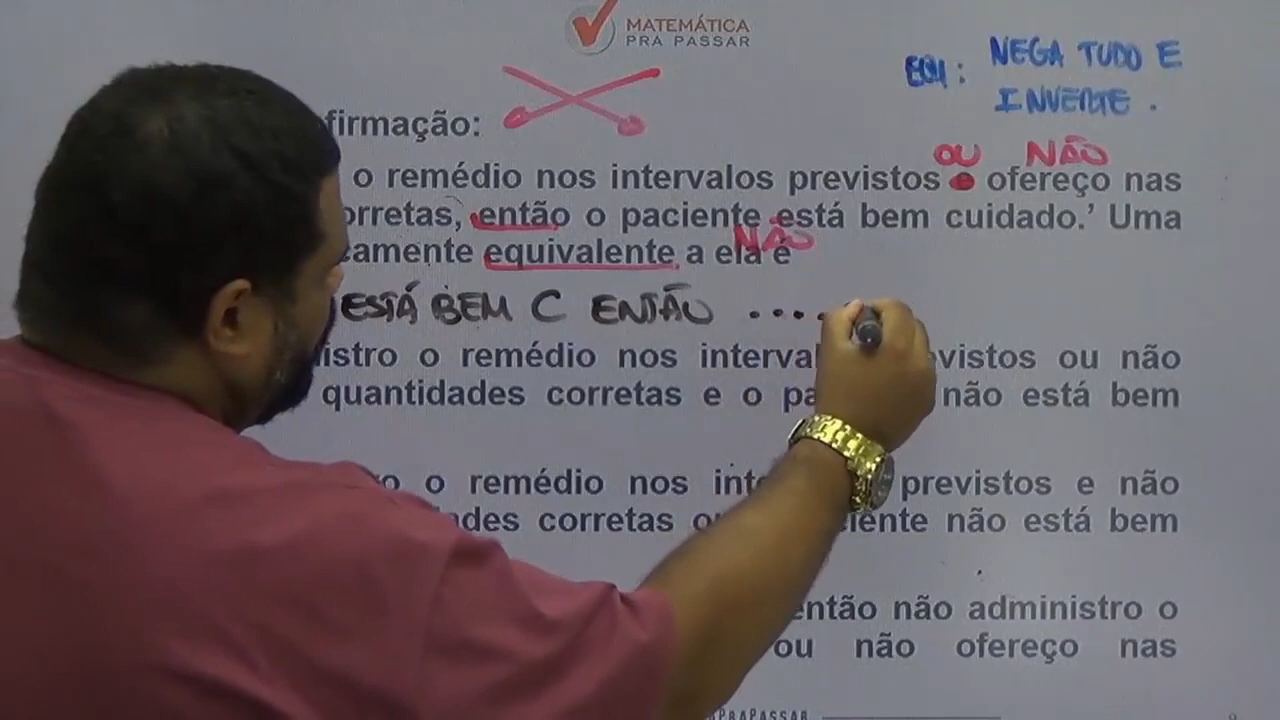 MATEMÁTICA
PRA PASSAR
EQU: NEGA TUDO E
INVERTE.
firmação:
OU NÃO
o remédio nos intervalos previstos e ofereço nas
orretas, então o paciente está bem cuidado.’ Uma
NÃO
camente equivalente a ela é
ESTÁ BEM C ENTÃO ....
istro o remédio nos interval vistos ou não
quantidades corretas e o pa não está bem
o remédio nos inte previstos e não
des corretas o iente não está bem
então não administro o
ou não ofereço nas
PRAPASSAR